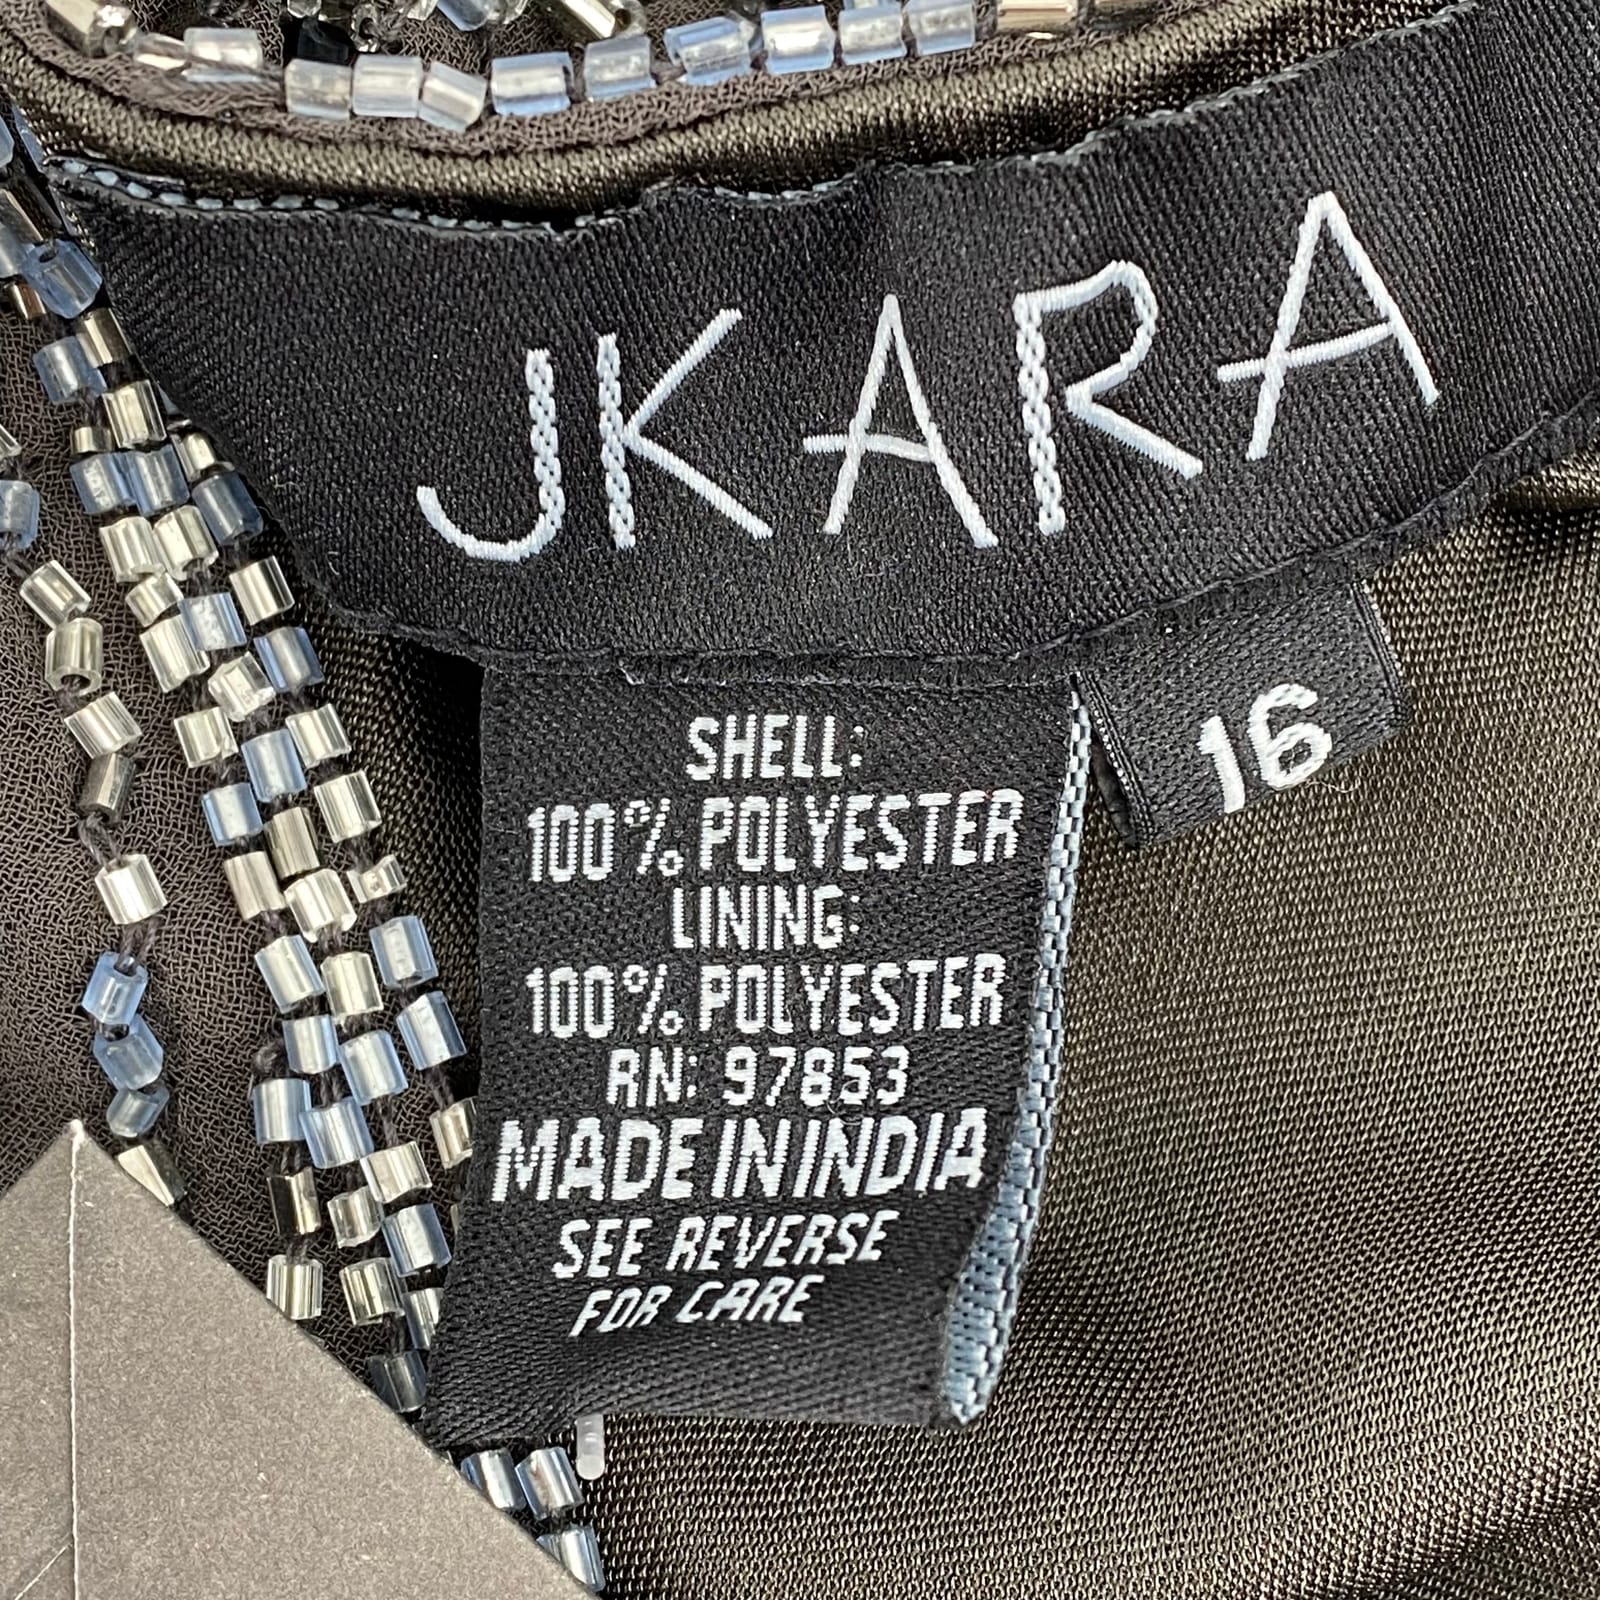 JKARA
16
SHELL:
100% POLYESTER
LINING:
100% POLYESTER
RN: 97853
MADE IN INDIA
SEE REVERSE
FOR CARE